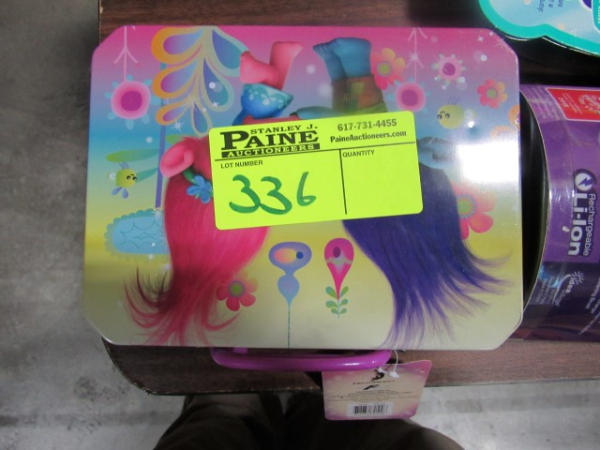 STANLEY J.
PAINE
AUCTIONEERS
617-731-4455
PaineAuctioneers.com
LOT NUMBER
QUANTITY
336
Rechargeable
Li-Ion